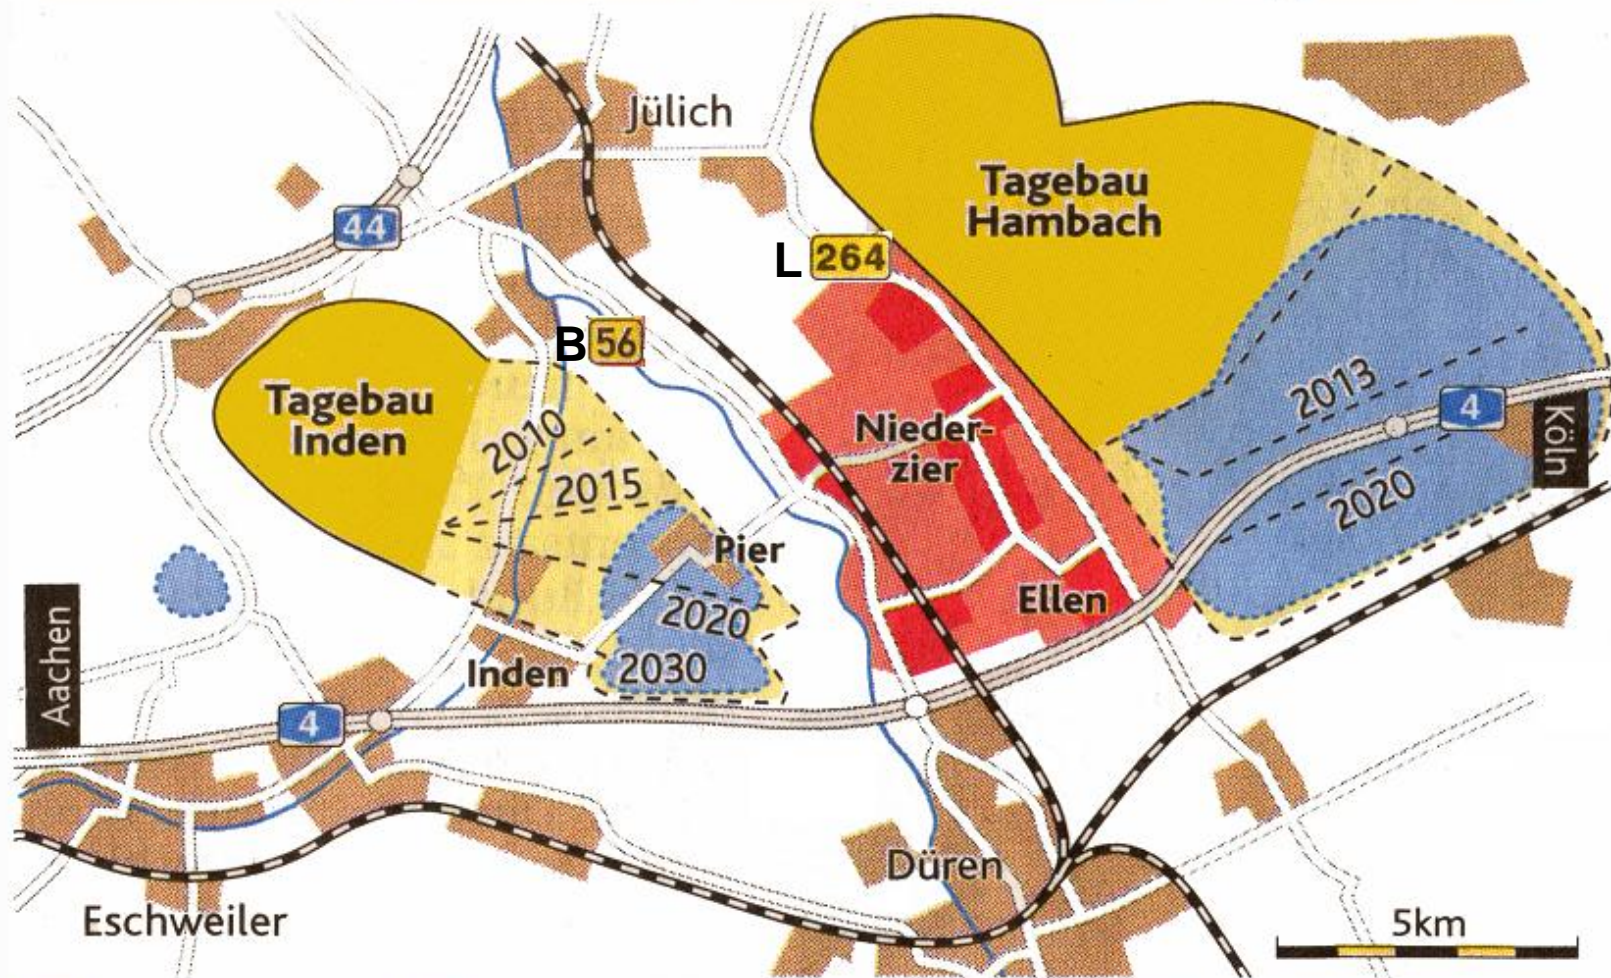 Jülich
Tagebau
Hambach
44
L 264
B 56
Tagebau
Inden
2010
2015
Nieder-
zier
2013
4
Köln
2020
Pier
Ellen
2020
Inden
2030
Aachen
4
Düren
Eschweiler
5km